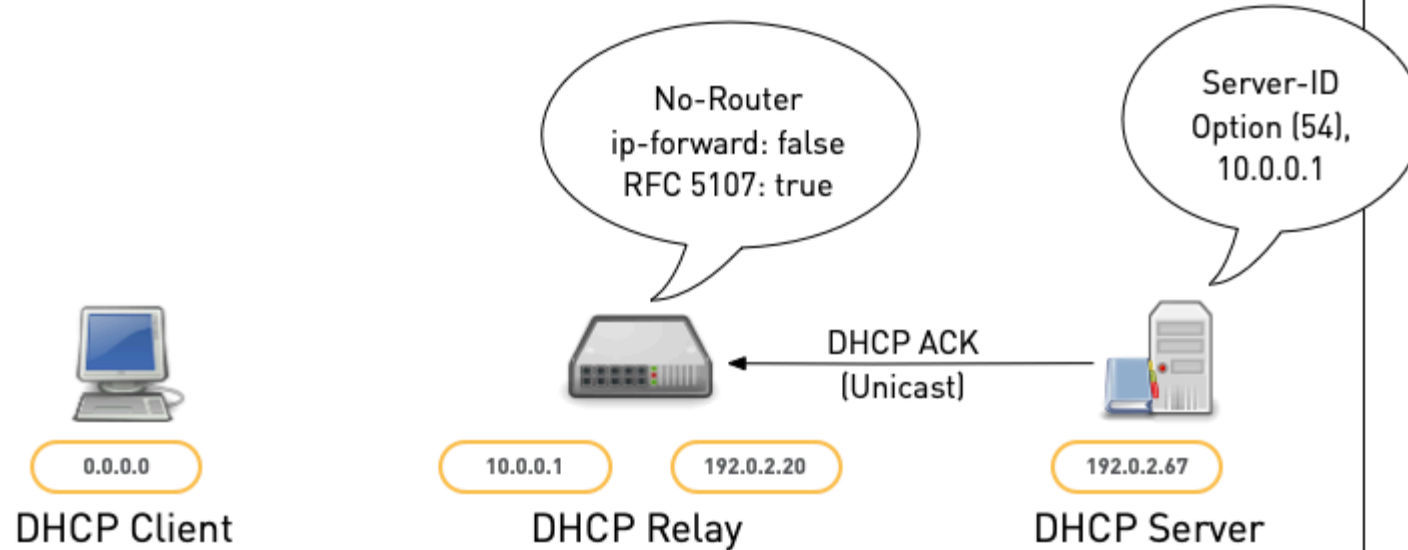 No-Router
ip-forward: false
RFC 5107: true
Server-ID
Option (54),
10.0.0.1
DHCP ACK
(Unicast)
0.0.0.0
10.0.0.1
192.0.2.20
192.0.2.67
DHCP Client
DHCP Relay
DHCP Server